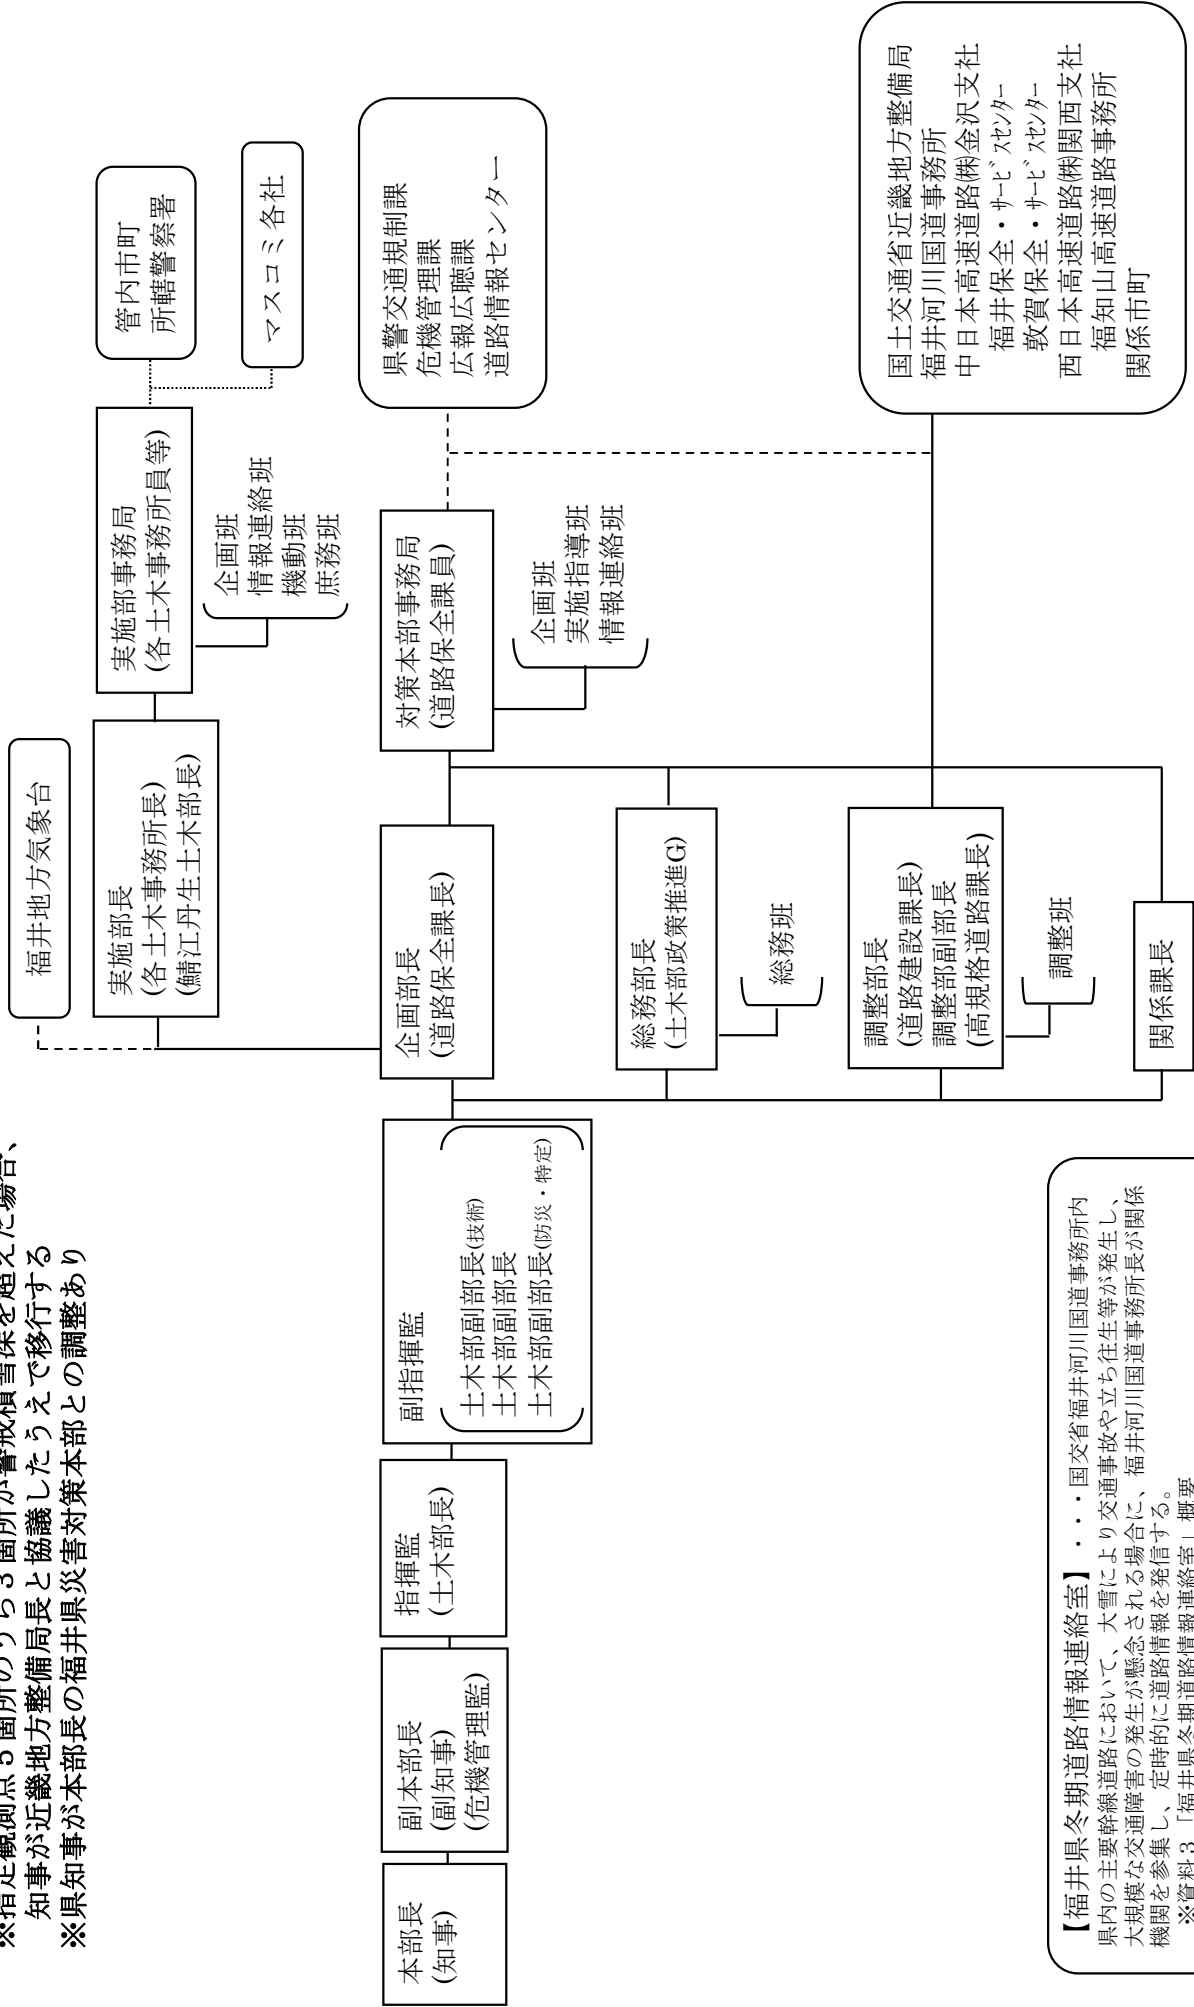 ※指定観測点5箇所のうち3箇所が警戒積雪深を超えた場合、
知事が近畿地方整備局長と協議したうえで移行する
※県知事が本部長の福井県災害対策本部との調整あり
福井地方気象台
実施部長
(各土木事務所長)
(鯖江丹生土木部長)
実施部事務局
(各土木事務所員等)
企画班
情報連絡班
機動班
庶務班
管内市町
所轄警察署
マスコミ各社
本部長
(知事)
副本部長
(副知事)
(危機管理監)
指揮監
(土木部長)
副指揮監
土木部副部長(技術)
土木部副部長
土木部副部長(防災・特定)
企画部長
(道路保全課長)
対策本部事務局
(道路保全課員)
企画班
実施指導班
情報連絡班
県警交通規制課
危機管理課
広報広聴課
道路情報センター
総務部長
(土木部政策推進G)
総務班
調整部長
(道路建設課長)
調整部副部長
(高規格道路課長)
調整班
関係課長
国土交通省近畿地方整備局
福井河川国道事務所
中日本高速道路㈱金沢支社
福井保全・ｻｰﾋﾞｽｾﾝﾀｰ
敦賀保全・ｻｰﾋﾞｽｾﾝﾀｰ
西日本高速道路㈱関西支社
福知山高速道路事務所
関係市町
【福井県冬期道路情報連絡室】・・・国交省福井河川国道事務所内
県内の主要幹線道路において、大雪により交通事故や立ち往生等が発生し、
大規模な交通障害の発生が懸念される場合に、福井河川国道事務所長が関係
機関を参集し、定時的に道路情報を発信する。
※資料3「福井県冬期道路情報連絡室」概要